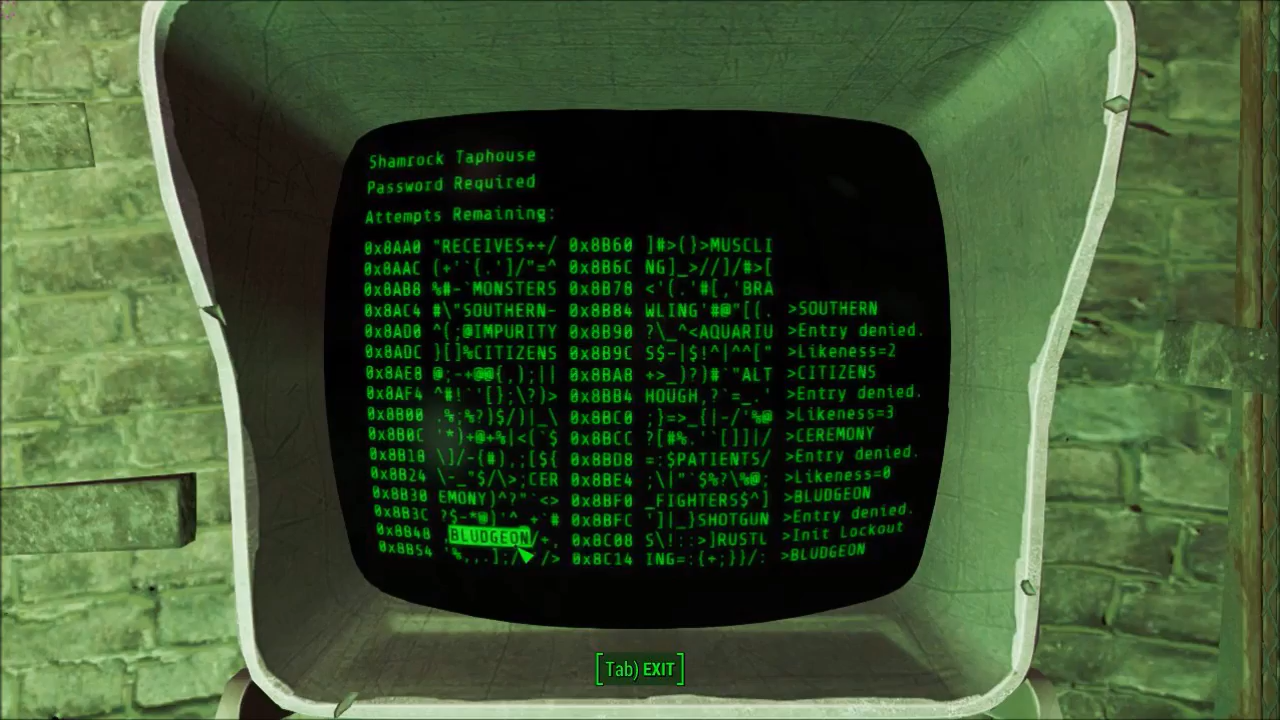 Shamrock Taphouse
Password Required
Attempts Remaining:
0x8AA0 "RECEIVES++/ 0x8B60 ]#>(}>MUSCLI
0x8AAC (+'`{.']/"=^ 0x8B6C NG]_>//]/#>[
0x8AB8 %#-`MONSTERS 0x8B78 <'(.'#[,'BRA
0x8AC4 #\"SOUTHERN- 0x8B84 WLING'#@"[(. >SOUTHERN
0x8AD0 ^(;@IMPURITY 0x8B90 ?\_^<AQUARIU >Entry denied.
0x8ADC }[]%CITIZENS 0x8B9C S$-|$!^|^^[" >Likeness=2
0x8AE8 @;-+@@{,);|| 0x8BA8 +>_)?)#`"ALT >CITIZENS
0x8AF4 ^#!`'[};\?)> 0x8BB4 HOUGH,?`=_.' >Entry denied.
0x8B00 .%;%?)$/)|_\ 0x8BC0 ;}=>_{|-/'%@ >Likeness=3
0x8B0C '*)+@+%|<(`$ 0x8BCC ?[#%.'`[]]|/ >CEREMONY
0x8B18 \]/-(#),;[${ 0x8BD8 =:$PATIENTS/ >Entry denied.
0x8B24 \-_"$/\>;CER 0x8BE4 ;\|"`$%?\%@; >Likeness=0
0x8B30 EMONY)^?"`<> 0x8BF0 _FIGHTERS$^] >BLUDGEON
0x8B3C ?$-*@)'^_+`# 0x8BFC ']|_}SHOTGUN >Entry denied.
0x8B48 ,BLUDGEON/+, 0x8C08 S\!::>]RUSTL >Init Lockout
0x8B54 '%,,.];/ /> 0x8C14 ING=:{+;}}/: >BLUDGEON
[Tab) EXIT]